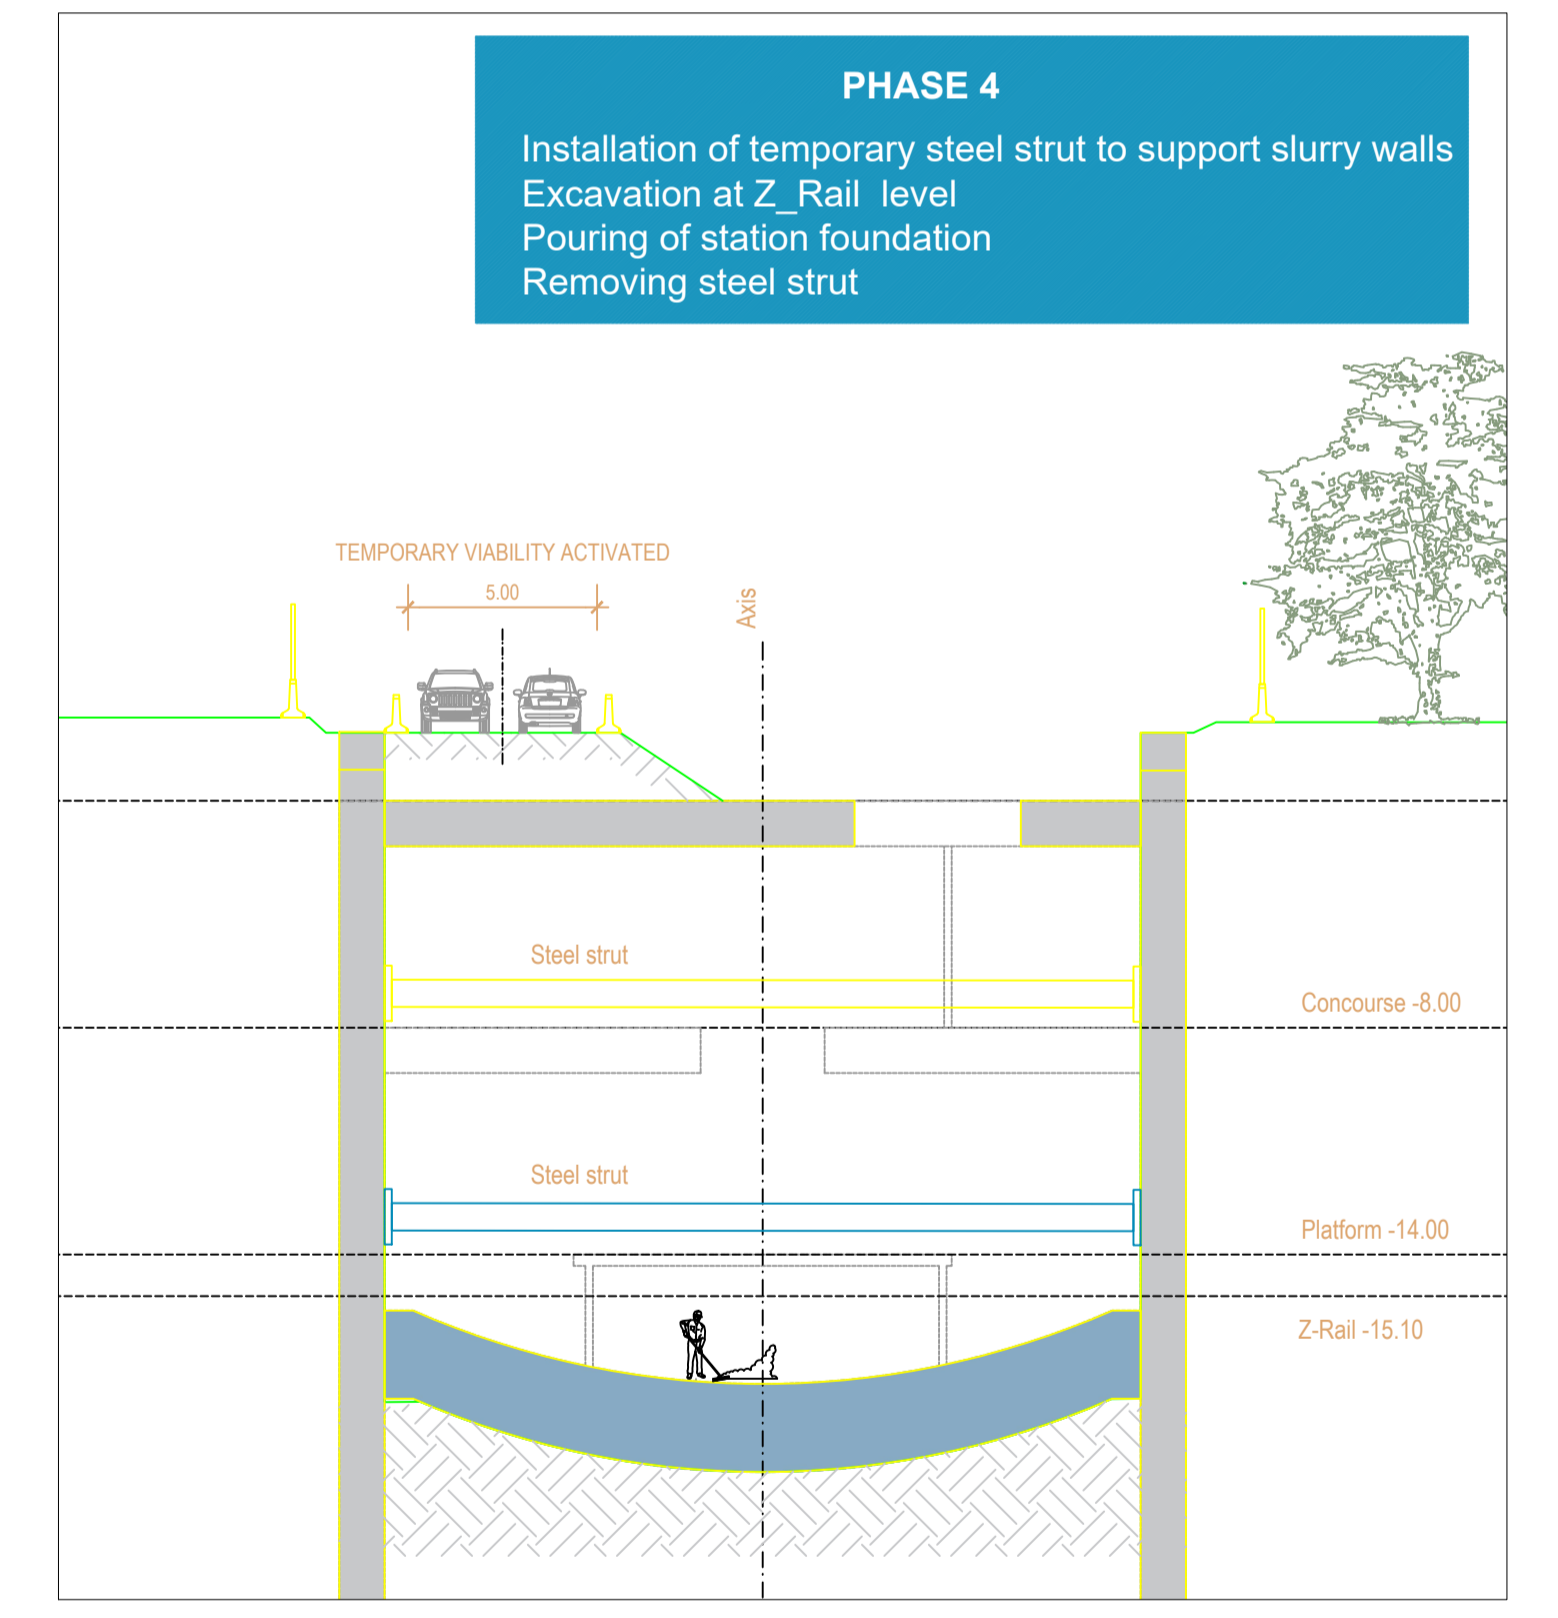 PHASE 4
Installation of temporary steel strut to support slurry walls
Excavation at Z_Rail level
Pouring of station foundation
Removing steel strut
TEMPORARY VIABILITY ACTIVATED
5.00
Axis
Steel strut
Concourse -8.00
Steel strut
Platform -14.00
Z-Rail -15.10